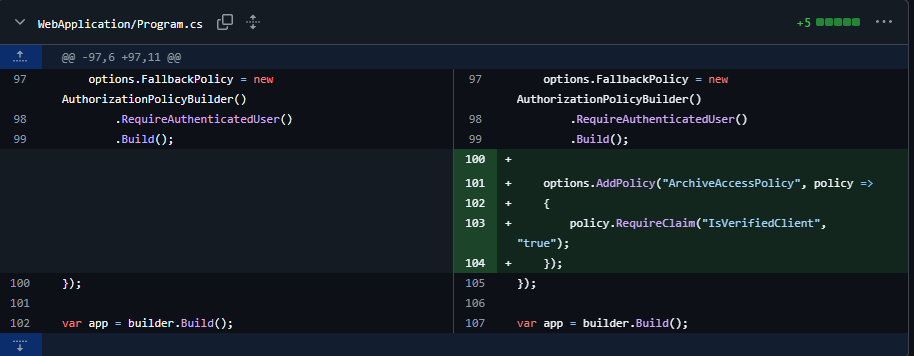 WebApplication/Program.cs
+5
@@ -97,6 +97,11 @@
97 options.FallbackPolicy = new
AuthorizationPolicyBuilder()
98 .RequireAuthenticatedUser()
99 .Build();
100 });
101
102 var app = builder.Build();
97 options.FallbackPolicy = new
AuthorizationPolicyBuilder()
98 .RequireAuthenticatedUser()
99 .Build();
100 +
101 + options.AddPolicy("ArchiveAccessPolicy", policy =>
102 + {
103 + policy.RequireClaim("IsVerifiedClient",
"true");
104 + });
105 });
106
107 var app = builder.Build();